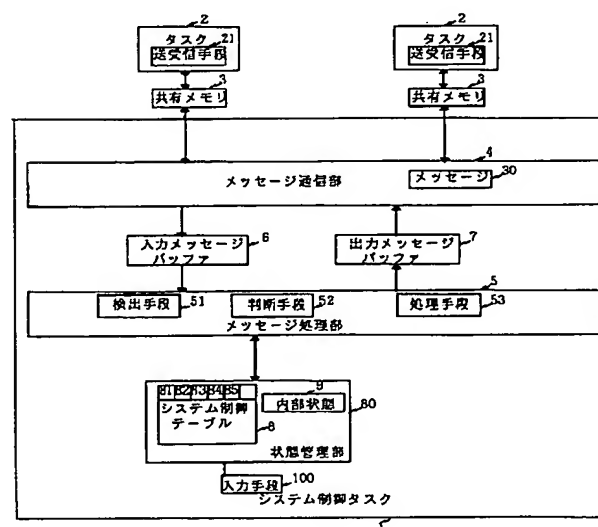 2
2
タスク 21
タスク 21
送受信手段
送受信手段
3
3
共有メモリ
共有メモリ
4
メッセージ通信部
メッセージ
30
6
7
入力メッセージ
バッファ
出力メッセージ
バッファ
5
検出手段 51
判断手段 52
処理手段 53
メッセージ処理部
81 82 83 84 85
9
80
システム制御
テーブル
内部状態
8
状態管理部
100
入力手段
システム制御タスク